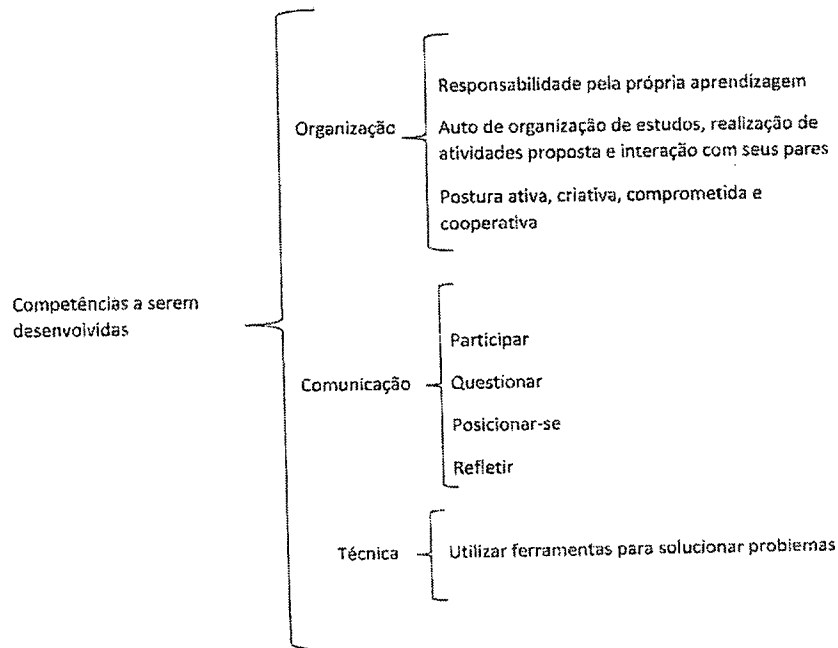 Competências a serem
desenvolvidas
Organização
Responsabilidade pela própria aprendizagem
Auto de organização de estudos, realização de
atividades proposta e interação com seus pares
Postura ativa, criativa, comprometida e
cooperativa
Comunicação
Participar
Questionar
Posicionar-se
Refletir
Técnica
Utilizar ferramentas para solucionar problemas